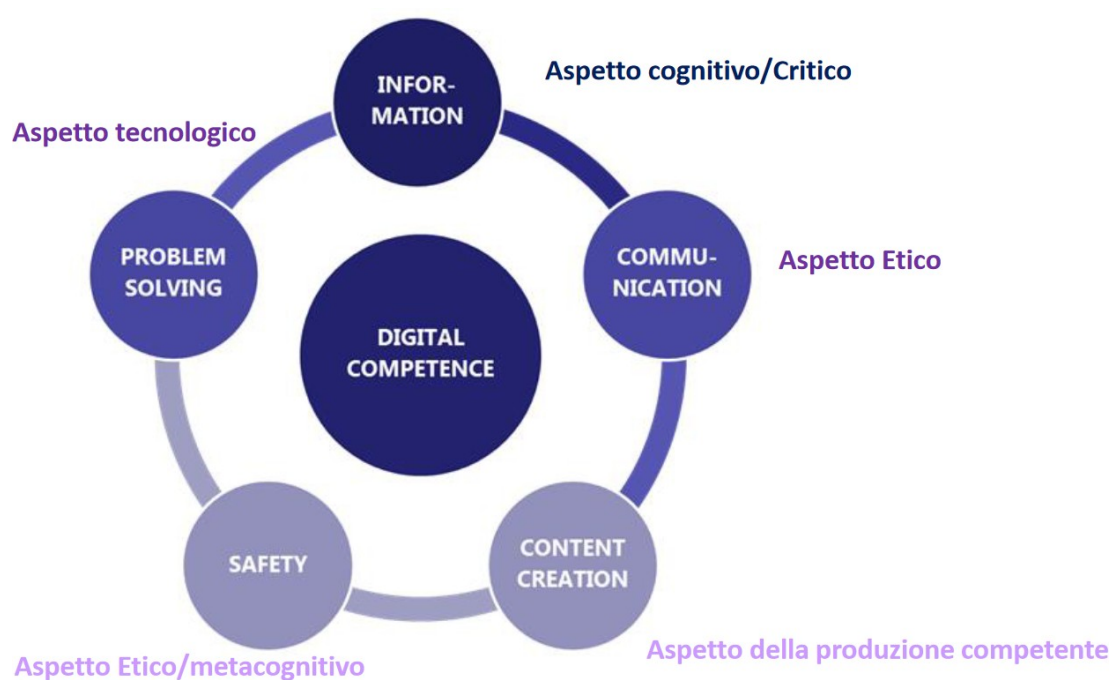 INFOR-
MATION
Aspetto cognitivo/Critico
Aspetto tecnologico
PROBLEM
SOLVING
COMMU-
NICATION
Aspetto Etico
DIGITAL
COMPETENCE
SAFETY
CONTENT
CREATION
Aspetto Etico/metacognitivo
Aspetto della produzione competente